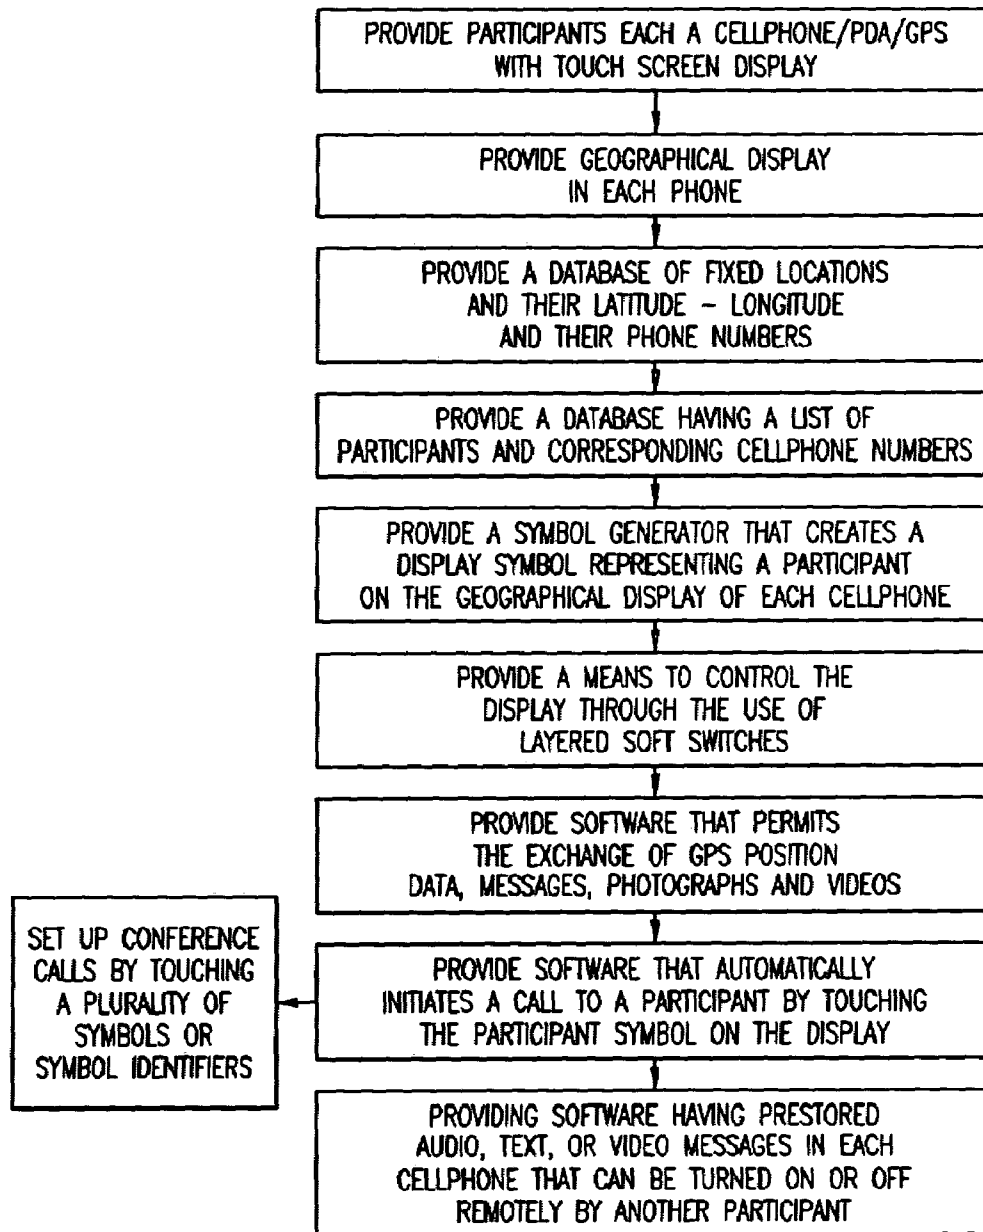 PROVIDE PARTICIPANTS EACH A CELLPHONE/PDA/GPS
WITH TOUCH SCREEN DISPLAY
PROVIDE GEOGRAPHICAL DISPLAY
IN EACH PHONE
PROVIDE A DATABASE OF FIXED LOCATIONS
AND THEIR LATITUDE – LONGITUDE
AND THEIR PHONE NUMBERS
PROVIDE A DATABASE HAVING A LIST OF
PARTICIPANTS AND CORRESPONDING CELLPHONE NUMBERS
PROVIDE A SYMBOL GENERATOR THAT CREATES A
DISPLAY SYMBOL REPRESENTING A PARTICIPANT
ON THE GEOGRAPHICAL DISPLAY OF EACH CELLPHONE
PROVIDE A MEANS TO CONTROL THE
DISPLAY THROUGH THE USE OF
LAYERED SOFT SWITCHES
PROVIDE SOFTWARE THAT PERMITS
THE EXCHANGE OF GPS POSITION
DATA, MESSAGES, PHOTOGRAPHS AND VIDEOS
PROVIDE SOFTWARE THAT AUTOMATICALLY
INITIATES A CALL TO A PARTICIPANT BY TOUCHING
THE PARTICIPANT SYMBOL ON THE DISPLAY
SET UP CONFERENCE
CALLS BY TOUCHING
A PLURALITY OF
SYMBOLS OR
SYMBOL IDENTIFIERS
PROVIDING SOFTWARE HAVING PRESTORED
AUDIO, TEXT, OR VIDEO MESSAGES IN EACH
CELLPHONE THAT CAN BE TURNED ON OR OFF
REMOTELY BY ANOTHER PARTICIPANT